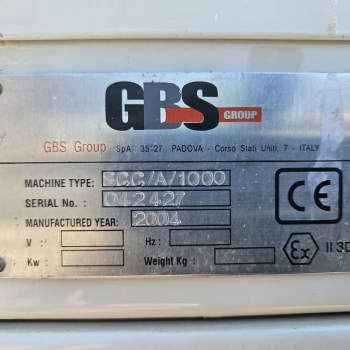 GBS GROUP
GBS Group SpA 35127 PADOVA - Corso Stati Uniti, 7 - ITALY
MACHINE TYPE: SCC/A/1000
SERIAL No.: 042427
MANUFACTURED YEAR: 2004
V: Hz:
Kw: Weight Kg:
CE
Ex II 3D